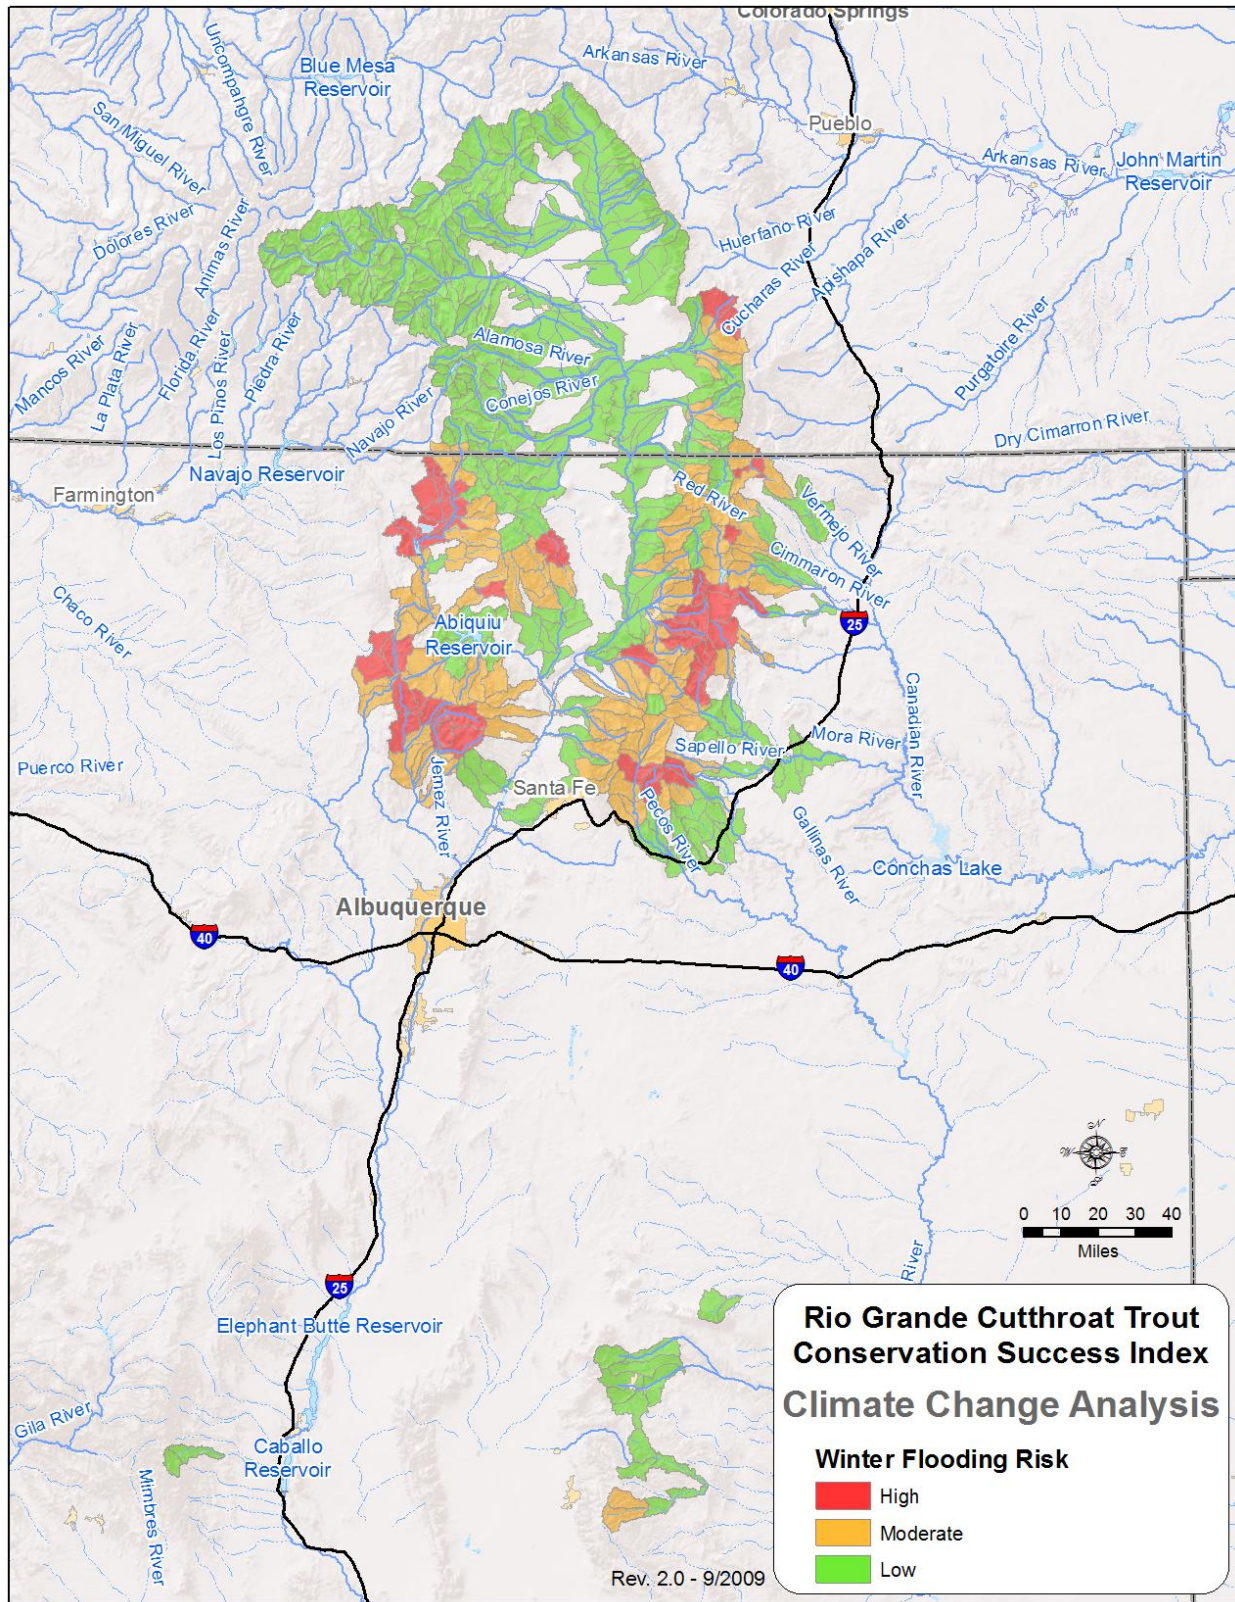 Colorado Springs
Arkansas River
Uncompahgre River
Blue Mesa
Reservoir
San Miguel River
Pueblo
Arkansas River
John Martin
Reservoir
Dolores River
Animas River
Huerfano River
Cucharas River
Apishapa River
Purgatoire River
Mancos River
La Plata River
Florida River
Los Pinos River
Piedra River
Navajo River
Alamosa River
Conejos River
Dry Cimarron River
Navajo Reservoir
Farmington
Red River
Vermejo River
Cimmaron River
Chaco River
Abiquiu
Reservoir
25
Canadian River
Puerco River
Jemez River
Santa Fe
Sapello River
Mora River
Pecos River
Gallinas River
Conchas Lake
Albuquerque
40
40
N
W
E
S
0 10 20 30 40
Miles
River
25
Elephant Butte Reservoir
Gila River
Caballo
Reservoir
Mimbres River
Rio Grande Cutthroat Trout
Conservation Success Index
Climate Change Analysis
Winter Flooding Risk
High
Moderate
Low
Rev. 2.0 - 9/2009